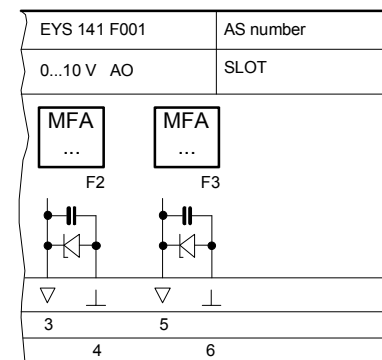 EYS 141 F001 AS number
0...10 V AO SLOT
MFA MFA
... ...
F2 F3
3 5
4 6